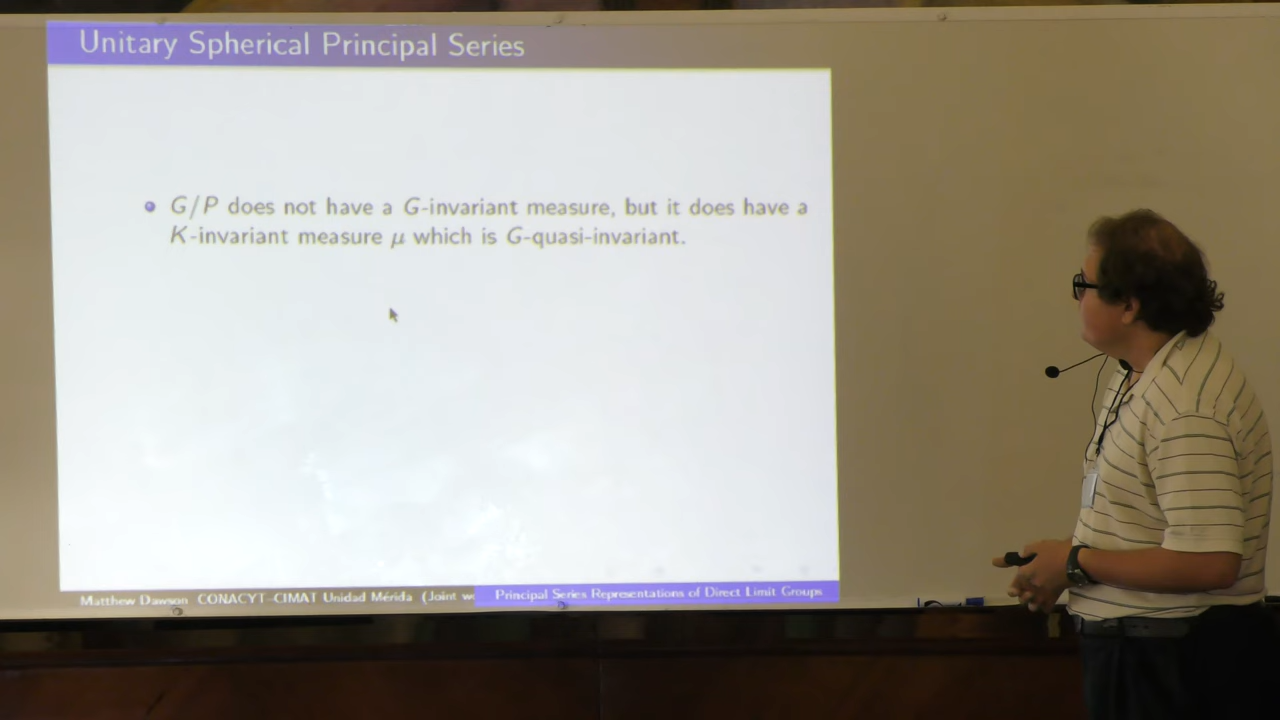 Unitary Spherical Principal Series
G/P does not have a G-invariant measure, but it does have a
K-invariant measure μ which is G-quasi-invariant.
Matthew Dawson CONACYT–CIMAT Unidad Mérida (Joint wo
Principal Series Representations of Direct Limit Groups